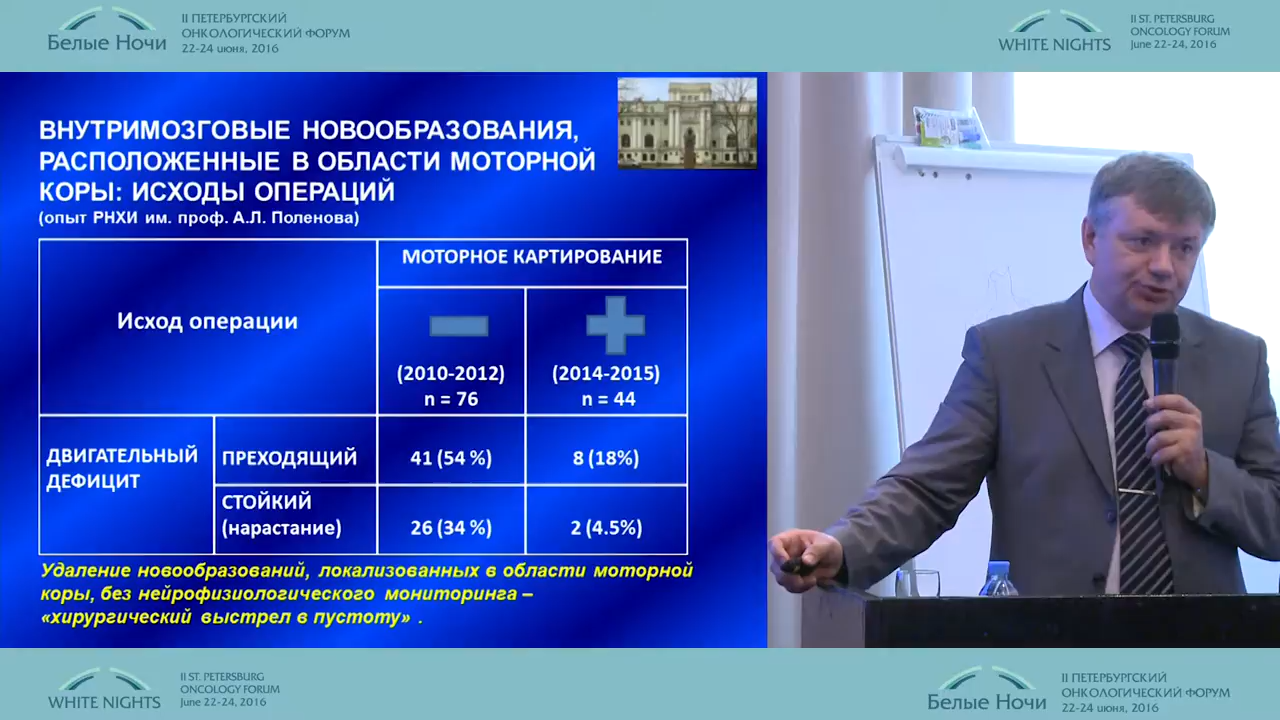 Белые Ночи
II ПЕТЕРБУРГСКИЙ
ОНКОЛОГИЧЕСКИЙ ФОРУМ
22-24 июня, 2016
WHITE NIGHTS
II ST. PETERSBURG
ONCOLOGY FORUM
June 22-24, 2016
ВНУТРИМОЗГОВЫЕ НОВООБРАЗОВАНИЯ,
РАСПОЛОЖЕННЫЕ В ОБЛАСТИ МОТОРНОЙ
КОРЫ: ИСХОДЫ ОПЕРАЦИЙ
(опыт РНХИ им. проф. А.Л. Поленова)
Исход операции
МОТОРНОЕ КАРТИРОВАНИЕ
(2010-2012)
n = 76
(2014-2015)
n = 44
ДВИГАТЕЛЬНЫЙ
ДЕФИЦИТ
ПРЕХОДЯЩИЙ
41 (54 %)
8 (18%)
СТОЙКИЙ
(нарастание)
26 (34 %)
2 (4.5%)
Удаление новообразований, локализованных в области моторной
коры, без нейрофизиологического мониторинга –
«хирургический выстрел в пустоту» .
WHITE NIGHTS
II ST. PETERSBURG
ONCOLOGY FORUM
June 22-24, 2016
Белые Ночи
II ПЕТЕРБУРГСКИЙ
ОНКОЛОГИЧЕСКИЙ ФОРУМ
22-24 июня, 2016